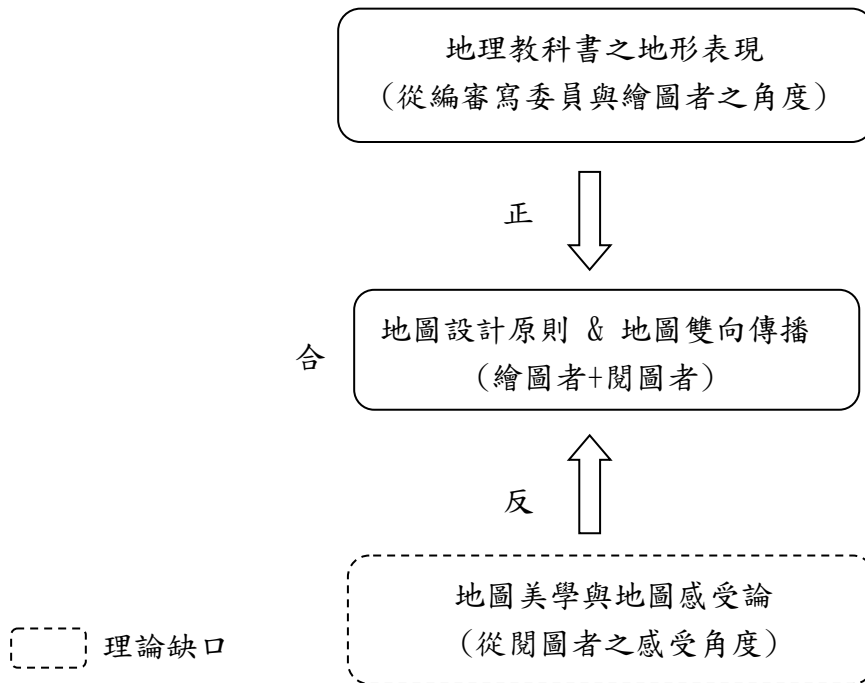 地理教科書之地形表現
（從編審寫委員與繪圖者之角度）
正
地圖設計原則 & 地圖雙向傳播
（繪圖者+閱圖者）
合
反
地圖美學與地圖感受論
（從閱圖者之感受角度）
理論缺口